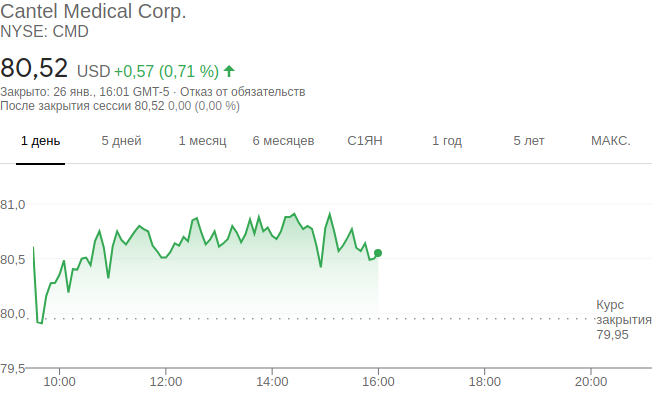 Cantel Medical Corp.
NYSE: CMD
80,52 USD +0,57 (0,71 %)
Закрыто: 26 янв., 16:01 GMT-5 · Отказ от обязательств
После закрытия сессии 80,52 0,00 (0,00 %)
1 день 5 дней 1 месяц 6 месяцев С1ЯН 1 год 5 лет МАКС.
81,0
80,5
80,0
Курс
закрытия
79,95
79,5
10:00 12:00 14:00 16:00 18:00 20:00